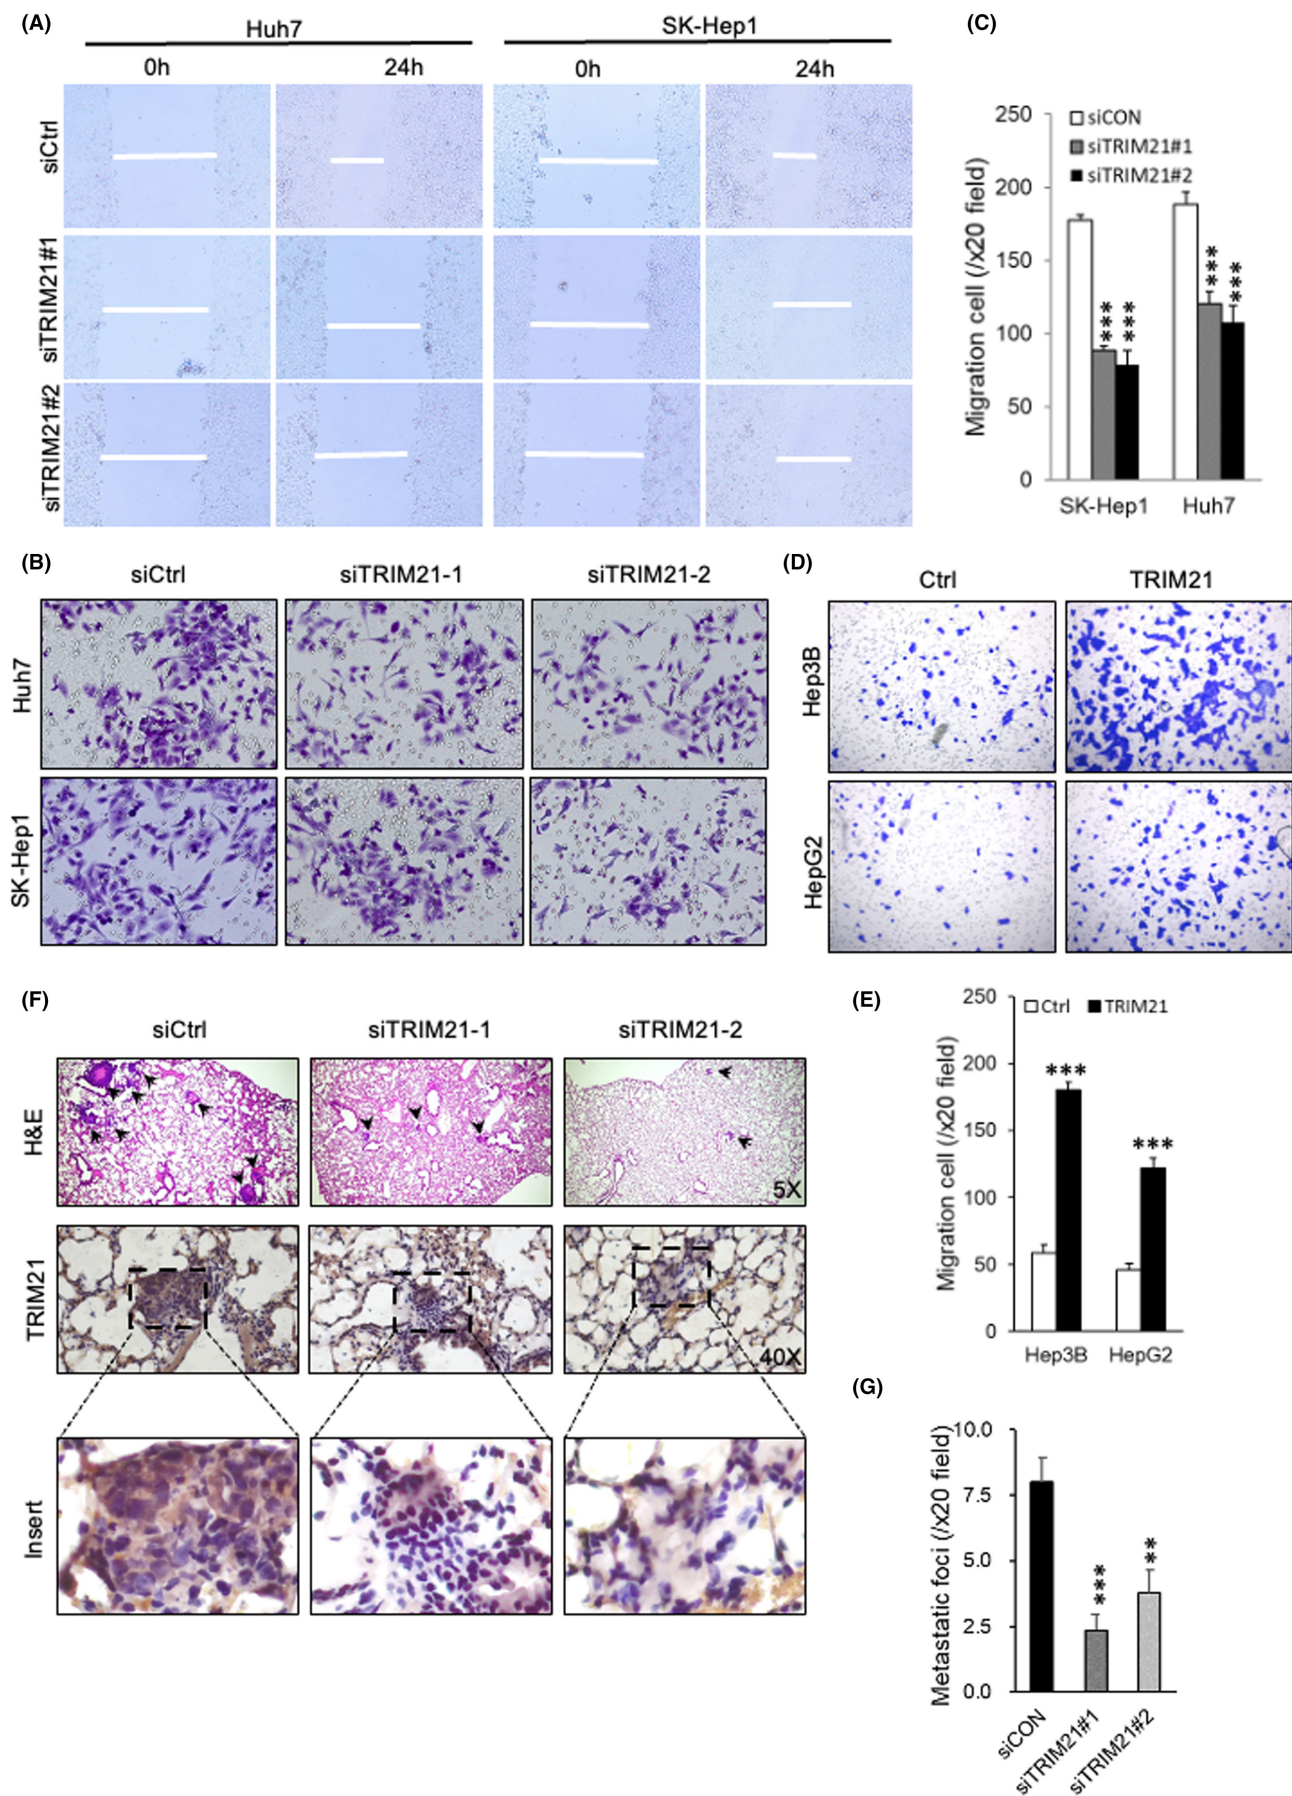 (A)
Huh7
SK-Hep1
0h
24h
0h
24h
siCtrl
siTRIM21#1
siTRIM21#2
(C)
250
200
150
100
50
0
Migration cell (/x20 field)
siCON
siTRIM21#1
siTRIM21#2
***
***
***
***
SK-Hep1
Huh7
(B)
siCtrl
siTRIM21-1
siTRIM21-2
Huh7
SK-Hep1
(D)
Ctrl
TRIM21
Hep3B
HepG2
(F)
siCtrl
siTRIM21-1
siTRIM21-2
H&E
5X
TRIM21
40X
Insert
(E)
250
200
150
100
50
0
Migration cell (/x20 field)
Ctrl
TRIM21
***
***
Hep3B
HepG2
(G)
10.0
7.5
5.0
2.5
0.0
Metastatic foci (/x20 field)
***
**
siCON
siTRIM21#1
siTRIM21#2